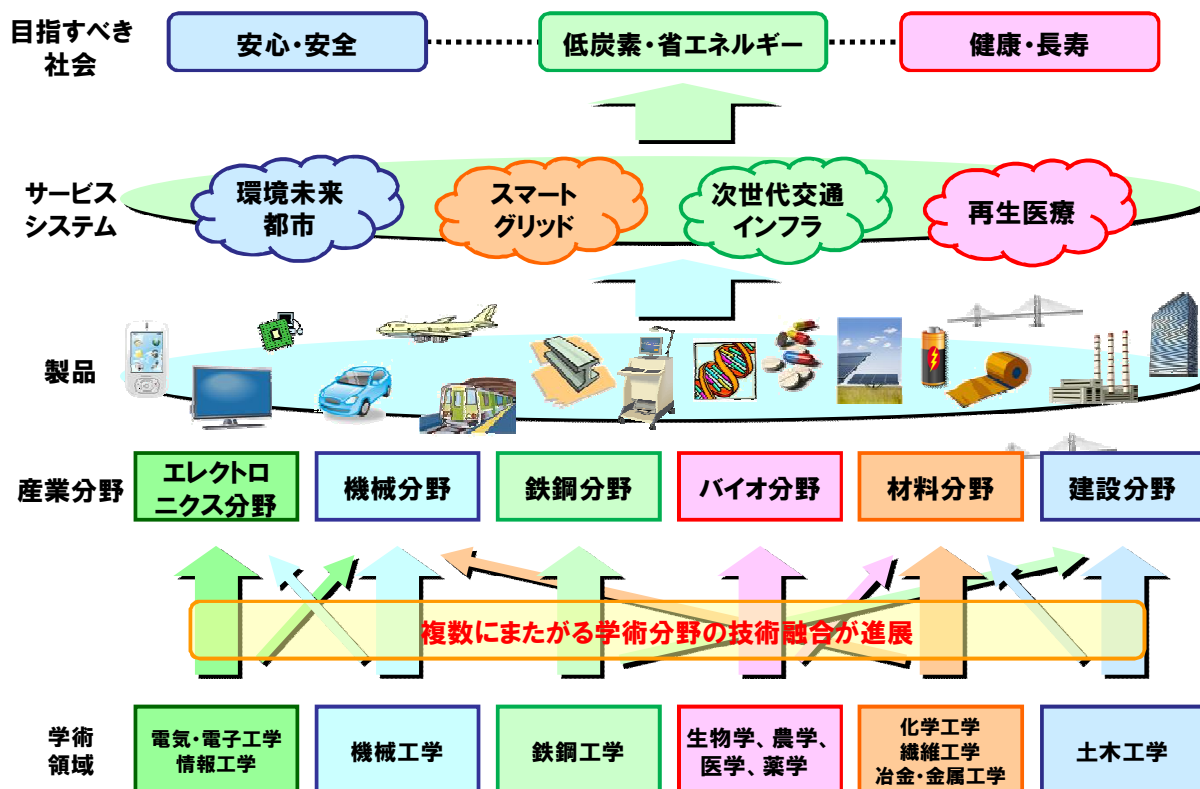 目指すべき
社会
安心・安全
低炭素・省エネルギー
健康・長寿
サービス
システム
環境未来
都市
スマート
グリッド
次世代交通
インフラ
再生医療
製品
産業分野
エレクトロ
ニクス分野
機械分野
鉄鋼分野
バイオ分野
材料分野
建設分野
複数にまたがる学術分野の技術融合が進展
学術
領域
電気・電子工学
情報工学
機械工学
鉄鋼工学
生物学、農学、
医学、薬学
化学工学
繊維工学
冶金・金属工学
土木工学